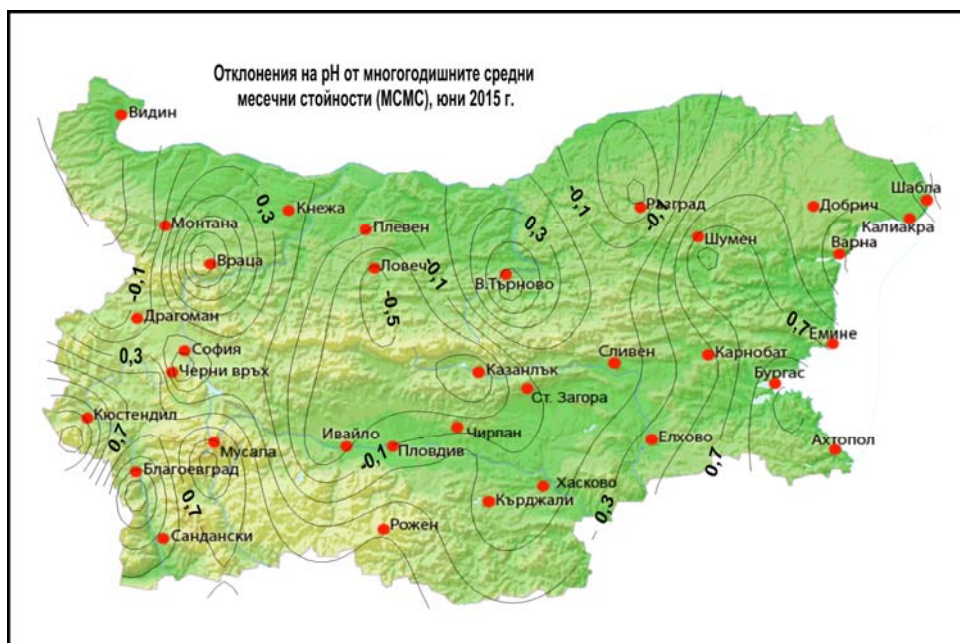 Отклонения на рН от многогодишните средни
месечни стойности (МСМС), юни 2015 г.
Видин
Шабла
Разград
Добрич
Кнежа
0,3
-0,1
Калиакра
Монтана
Плевен
0,3
Шумен
Варна
Враца
Ловеч
-0,1
В.Търново
-0,1
-0,5
Драгоман
0,7
Емине
София
0,3
Черни връх
Казанлък
Сливен
Карнобат
Бургас
Ст. Загора
Кюстендил
0,7
Чирпан
Мусала
Ивайло
-0,1
Пловдив
Елхово
Ахтопол
Благоевград
0,7
0,7
Хасково
Кърджали
0,3
Рожен
Сандански